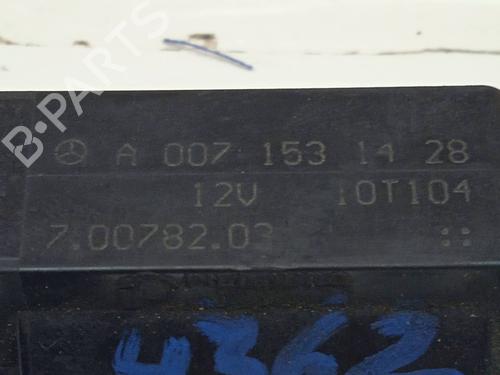 B-PARTS
A 007 153 14 28
12V 10T104
7.00782.03
4362